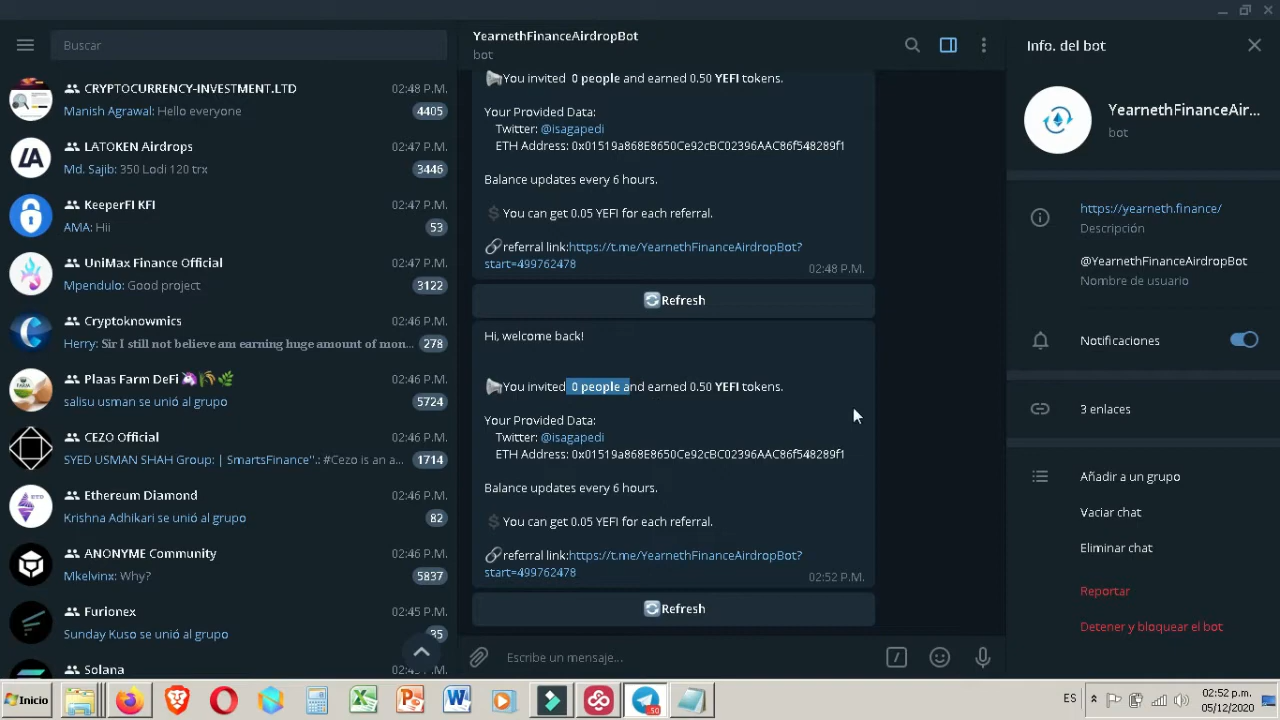 Buscar
CRYPTOCURRENCY-INVESTMENT.LTD 02:48 P.M.
Manish Agrawal: Hello everyone 4405
LATOKEN Airdrops 02:47 P.M.
Md. Sajib: 350 Lodi 120 trx 3446
KeeperFI KFI 02:47 P.M.
AMA: Hii 53
UniMax Finance Official 02:47 P.M.
Mpendulo: Good project 3122
Cryptoknowmics 02:46 P.M.
Herry: Sir I still not believe am earning huge amount of mon... 278
Plaas Farm DeFi 02:46 P.M.
salisu usman se unió al grupo 5724
CEZO Official 02:46 P.M.
SYED USMAN SHAH Group: | SmartsFinance".: #Cezo is an a... 1714
Ethereum Diamond 02:46 P.M.
Krishna Adhikari se unió al grupo 82
ANONYME Community 02:46 P.M.
Mkelvinx: Why? 5837
Furionex 02:45 P.M.
Sunday Kuso se unió al grupo
Solana
YearnethFinanceAirdropBot
bot
You invited 0 people and earned 0.50 YEFI tokens.
Your Provided Data:
Twitter: @isagapedi
ETH Address: 0x01519a868E8650Ce92cBC02396AAC86f548289f1
Balance updates every 6 hours.
You can get 0.05 YEFI for each referral.
referral link:https://t.me/YearnethFinanceAirdropBot?
start=499762478
02:48 P.M.
Refresh
Hi, welcome back!
You invited 0 people and earned 0.50 YEFI tokens.
Your Provided Data:
Twitter: @isagapedi
ETH Address: 0x01519a868E8650Ce92cBC02396AAC86f548289f1
Balance updates every 6 hours.
You can get 0.05 YEFI for each referral.
referral link:https://t.me/YearnethFinanceAirdropBot?
start=499762478
02:52 P.M.
Refresh
Escribe un mensaje...
Info. del bot
YearnethFinanceAir...
bot
https://yearneth.finance/
Descripción
@YearnethFinanceAirdropBot
Nombre de usuario
Notificaciones
3 enlaces
Añadir a un grupo
Vaciar chat
Eliminar chat
Reportar
Detener y bloquear el bot
Inicio
.50
ES
02:52 p.m.
05/12/2020